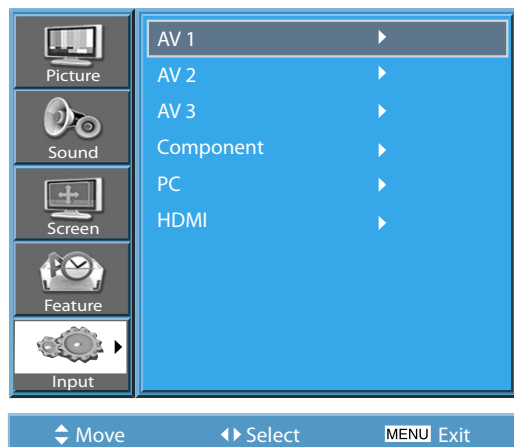 Picture
Sound
Screen
Feature
Input
AV 1
AV 2
AV 3
Component
PC
HDMI
Move Select MENU Exit